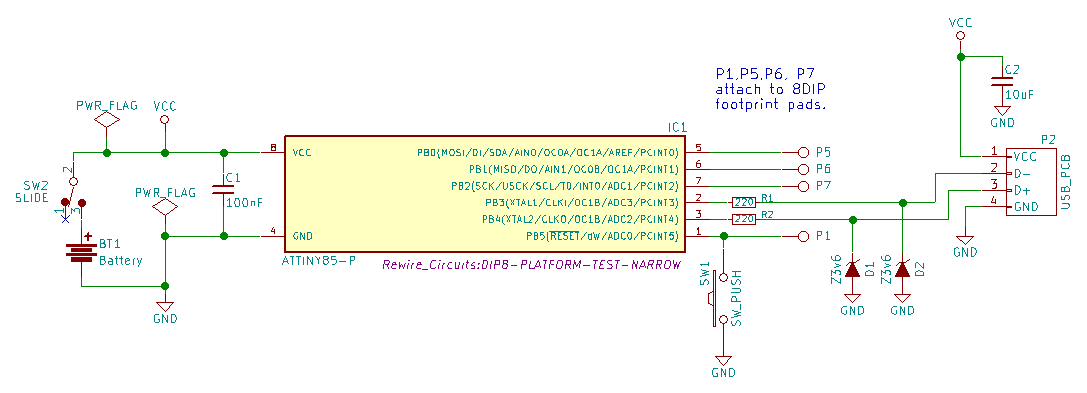 VCC
P1,P5,P6, P7
attach to 8DIP
footprint pads.
C2
10uF
GND
PWR_FLAG
VCC
IC1
P2
8
VCC
PB0(MOSI/DI/SDA/AIN0/OC0A/OC1A/AREF/PCINT0)
5
P5
1
VCC
USB_PCB
2
SW2
SLIDE
1
3
PB1(MISO/DO/AIN1/OC0B/OC1A/PCINT1)
6
P6
2
D-
PWR_FLAG
C1
100nF
PB2(SCK/USCK/SCL/T0/INT0/ADC1/PCINT2)
7
P7
3
D+
PB3(XTAL1/CLKI/OC1B/ADC3/PCINT3)
2
220
R1
4
GND
PB4(XTAL2/CLKO/OC1B/ADC2/PCINT4)
3
220
R2
4
GND
PB5(RESET/dW/ADC0/PCINT5)
1
P1
BT1
Battery
ATTINY85-P
Rewire_Circuits:DIP8-PLATFORM-TEST-NARROW
GND
SW1
SW_PUSH
Z3v6
D1
Z3v6
D2
GND
GND
GND
GND